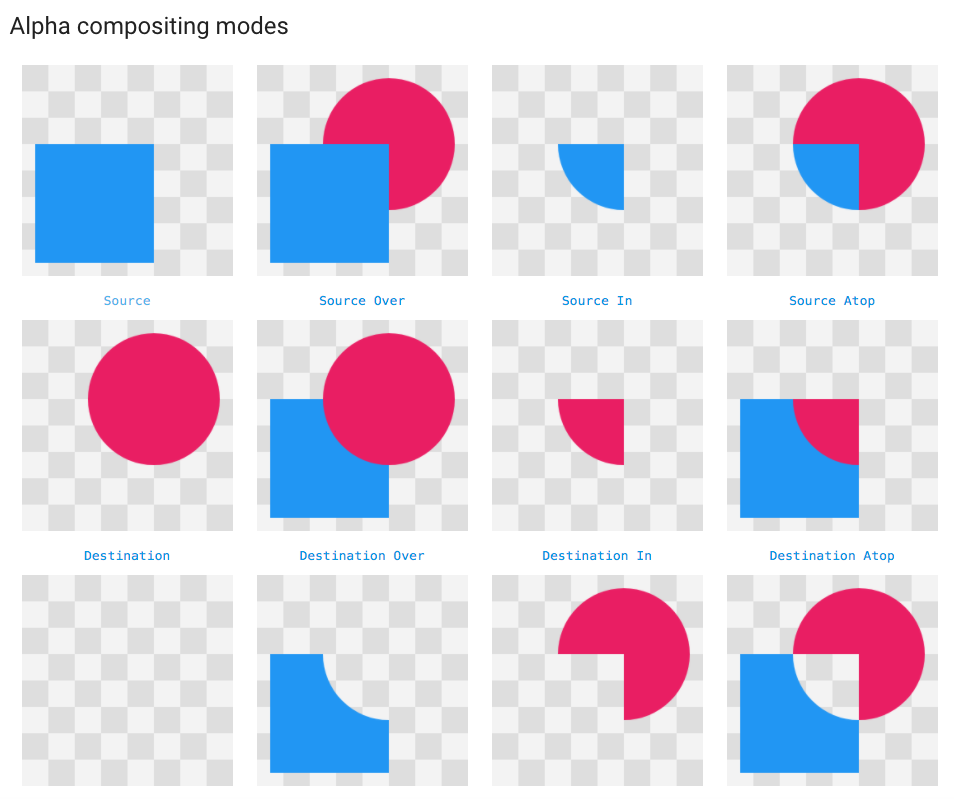 Alpha compositing modes
Source
Source Over
Source In
Source Atop
Destination
Destination Over
Destination In
Destination Atop